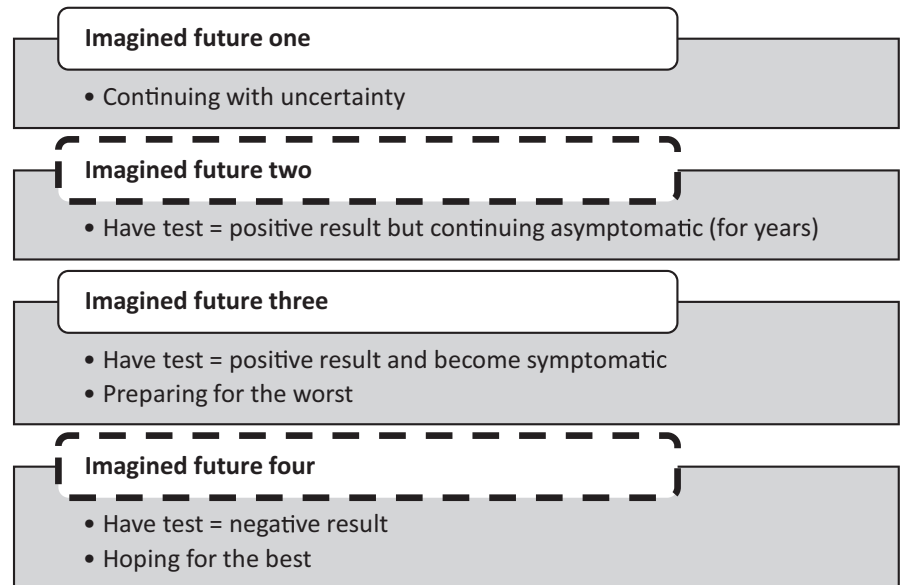 Imagined future one
• Continuing with uncertainty
Imagined future two
• Have test = positive result but continuing asymptomatic (for years)
Imagined future three
• Have test = positive result and become symptomatic
• Preparing for the worst
Imagined future four
• Have test = negative result
• Hoping for the best